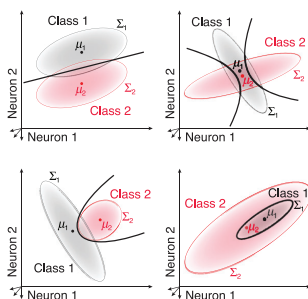 Class 1
Σ₁
μ₁
μ₂
Σ₂
Class 2
Neuron 2
Neuron 1
Class 1
Σ₁
Class 2
μ₁
μ₂
Σ₂
Neuron 2
Neuron 1
Σ₁
Class 2
μ₁
μ₂
Σ₂
Class 1
Neuron 2
Neuron 1
Class 1
Class 2
Σ₁
μ₁
μ₂
Σ₂
Neuron 2
Neuron 1